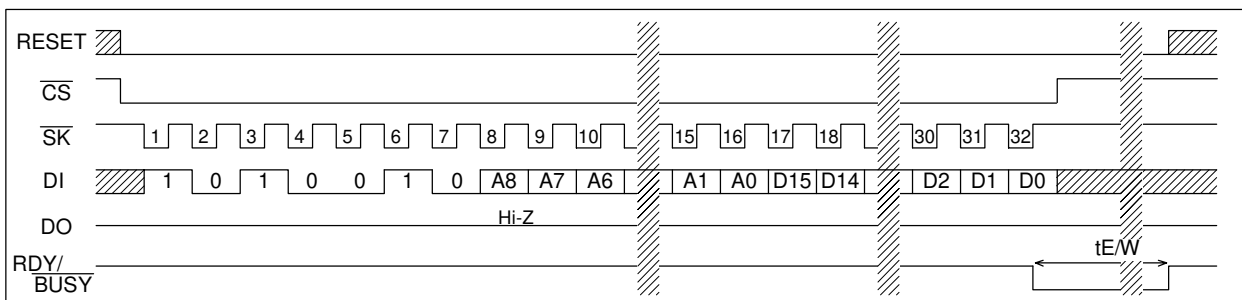 RESET
CS
SK 1 2 3 4 5 6 7 8 9 10 15 16 17 18 30 31 32
DI 1 0 1 0 0 1 0 A8 A7 A6 A1 A0 D15 D14 D2 D1 D0
Hi-Z
DO
tE/W
RDY/
BUSY